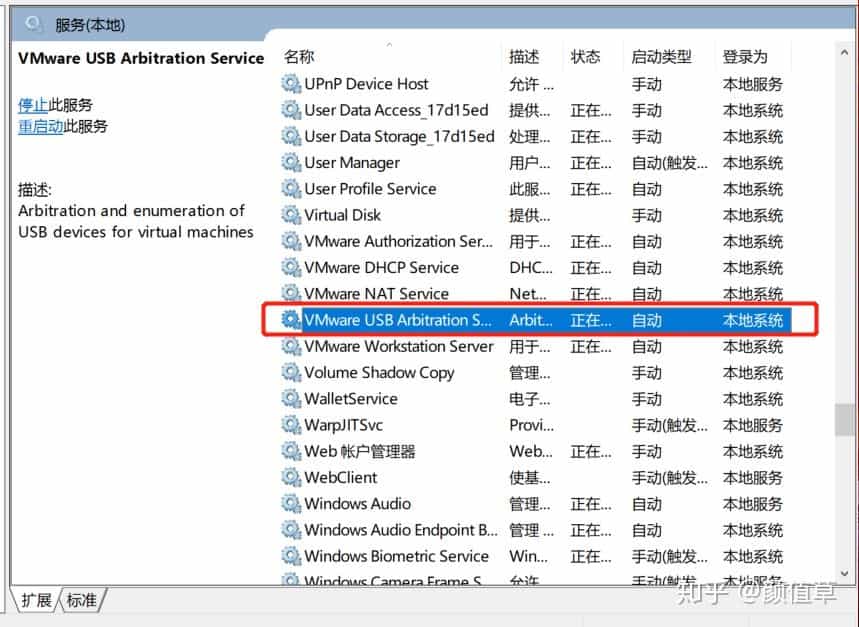 服务(本地)
VMware USB Arbitration Service
停止此服务
重启动此服务
描述:
Arbitration and enumeration of
USB devices for virtual machines
名称 描述 状态 启动类型 登录为
UPnP Device Host 允许 ... 手动 本地服务
User Data Access_17d15ed 提供... 正在... 手动 本地系统
User Data Storage_17d15ed 处理... 正在... 手动 本地系统
User Manager 用户... 正在... 自动(触发... 本地系统
User Profile Service 此服... 正在... 自动 本地系统
Virtual Disk 提供... 手动 本地系统
VMware Authorization Ser... 用于... 正在... 自动 本地系统
VMware DHCP Service DHC... 正在... 自动 本地系统
VMware NAT Service Net... 正在... 自动 本地系统
VMware USB Arbitration S... Arbit... 正在... 自动 本地系统
VMware Workstation Server 用于... 正在... 自动 本地系统
Volume Shadow Copy 管理... 手动 本地系统
WalletService 电子... 手动 本地系统
WarpJITSvc Provi... 手动(触发... 本地服务
Web 帐户管理器 Web... 正在... 手动 本地系统
WebClient 使基... 手动(触发... 本地服务
Windows Audio 管理... 正在... 自动 本地服务
Windows Audio Endpoint B... 管理 ... 正在... 自动 本地系统
Windows Biometric Service Win... 正在... 手动(触发... 本地系统
Windows Camera Frame S... 允许... 手动(触发... 本地服务
扩展 标准
知乎 @颜值草